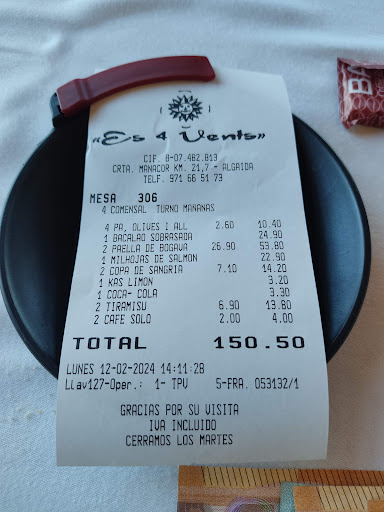 «Es 4 Vents»
CIF. B-07.482.813
CRTA. MANACOR KM. 21,7 - ALGAIDA
TELF. 971 66 51 73
MESA 306
4 COMENSAL TURNO MAÑANAS
4 PA, OLIVES I ALL 2.60 10.40
1 BACALAO SOBRASADA 24.90
2 PAELLA DE BOGAVA 26.90 53.80
1 MILHOJAS DE SALMON 22.90
2 COPA DE SANGRIA 7.10 14.20
1 KAS LIMON 3.20
1 COCA- COLA 3.30
2 TIRAMISU 6.90 13.80
2 CAFE SOLO 2.00 4.00
TOTAL 150.50
LUNES 12-02-2024 14:11:28
Llav127-Oper.: 1- TPV 5-FRA. 053132/1
GRACIAS POR SU VISITA
IVA INCLUIDO
CERRAMOS LOS MARTES